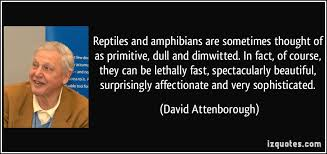 Reptiles and amphibians are sometimes thought of
as primitive, dull and dimwitted. In fact, of course,
they can be lethally fast, spectacularly beautiful,
surprisingly affectionate and very sophisticated.
(David Attenborough)
izquotes.com